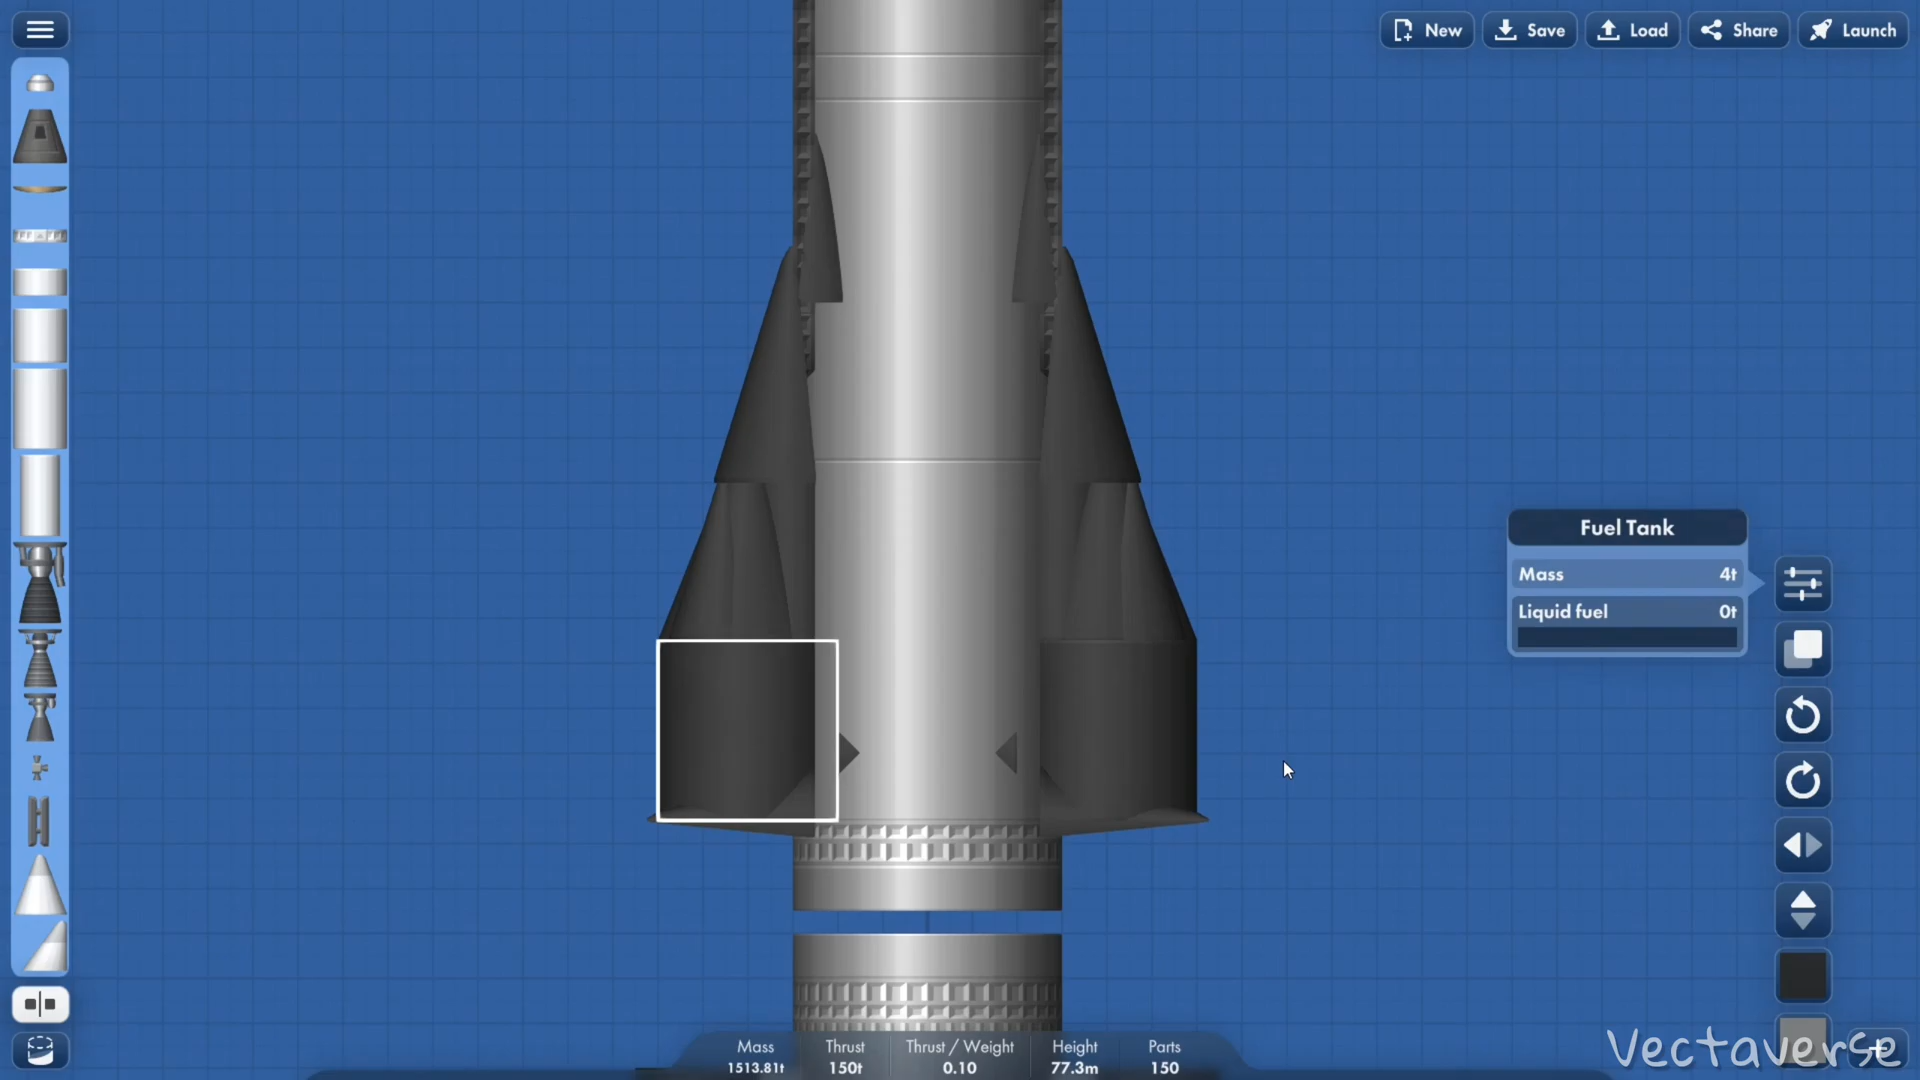 New Save Load Share Launch
Fuel Tank
Mass 4t
Liquid fuel 0t
Mass Thrust Thrust / Weight Height Parts
1513.81t 150t 0.10 77.3m 150
Vectaverse